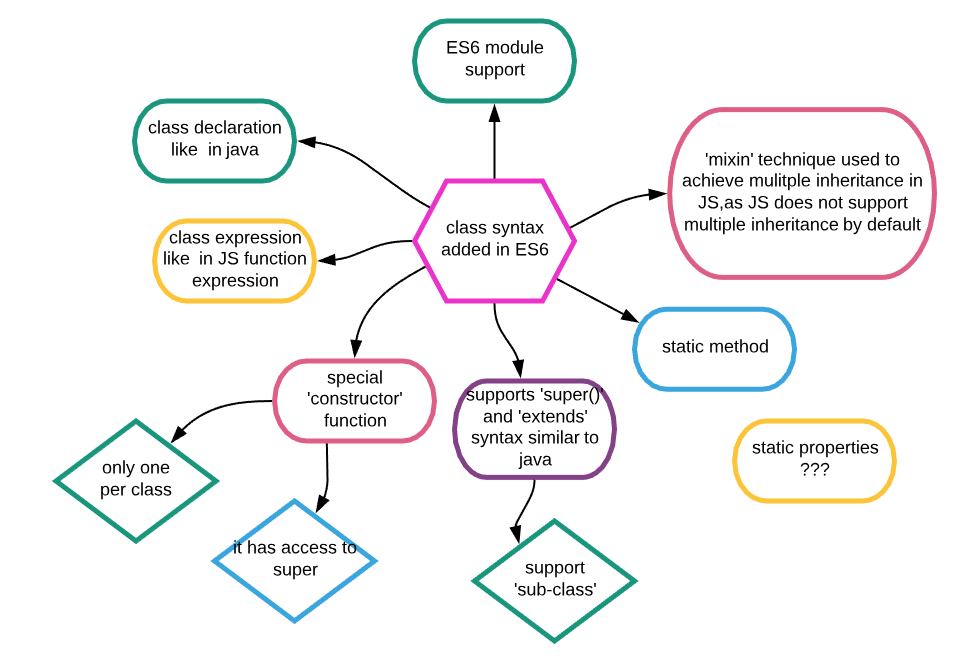 ES6 module
support
class declaration
like in java
'mixin' technique used to
achieve mulitple inheritance in
JS,as JS does not support
multiple inheritance by default
class syntax
added in ES6
class expression
like in JS function
expression
static method
special
'constructor'
function
supports 'super()'
and 'extends'
syntax similar to
java
static properties
???
only one
per class
it has access to
super
support
'sub-class'